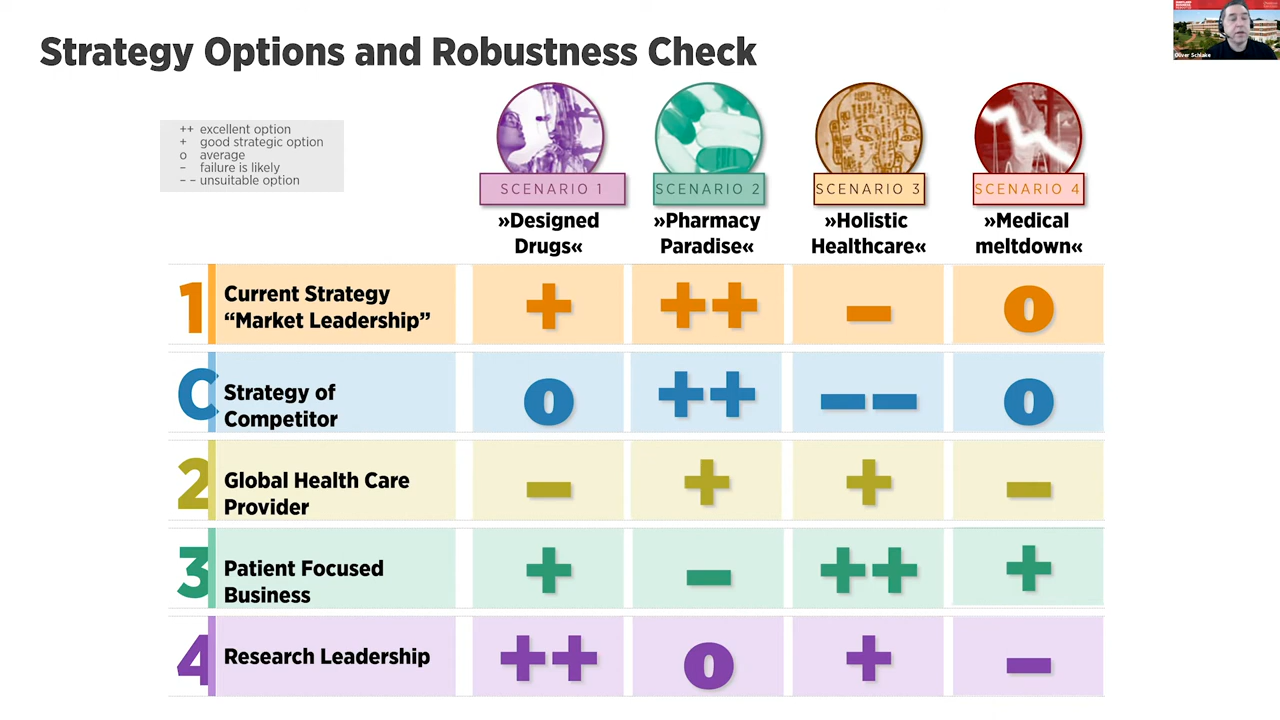 Strategy Options and Robustness Check
Oliver Schlake
++ excellent option
+ good strategic option
o average
– failure is likely
– – unsuitable option
SCENARIO 1
SCENARIO 2
SCENARIO 3
SCENARIO 4
»Designed
Drugs«
»Pharmacy
Paradise«
»Holistic
Healthcare«
»Medical
meltdown«
1
Current Strategy
“Market Leadership”
+
++
–
o
C
Strategy of
Competitor
o
++
––
o
2
Global Health Care
Provider
–
+
+
–
3
Patient Focused
Business
+
–
++
+
4
Research Leadership
++
o
+
–